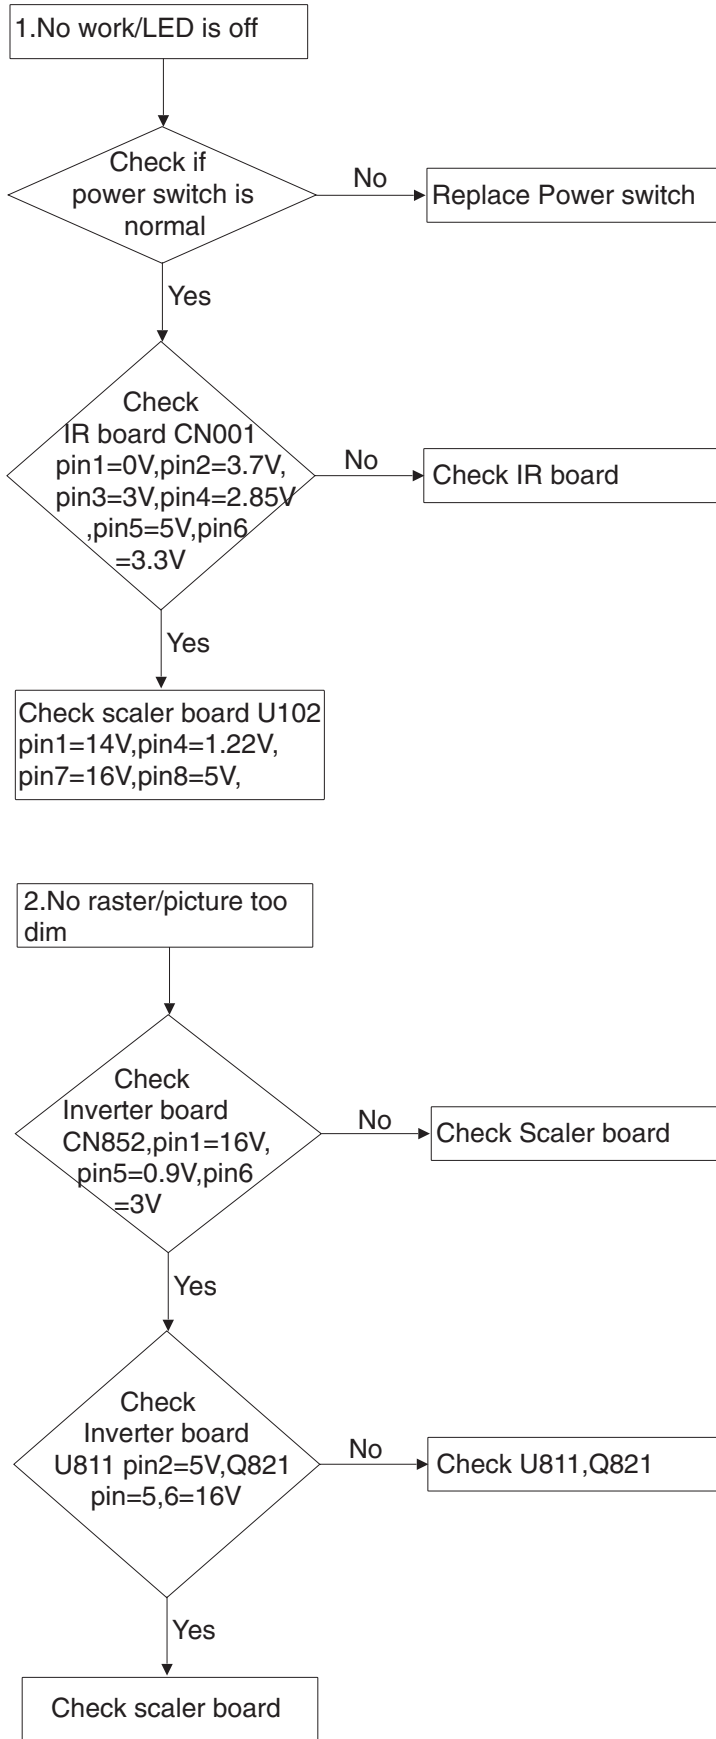 1.No work/LED is off
Check if
power switch is
normal
No
Replace Power switch
Yes
Check
IR board CN001
pin1=0V,pin2=3.7V,
pin3=3V,pin4=2.85V
,pin5=5V,pin6
=3.3V
No
Check IR board
Yes
Check scaler board U102
pin1=14V,pin4=1.22V,
pin7=16V,pin8=5V,
2.No raster/picture too
dim
Check
Inverter board
CN852,pin1=16V,
pin5=0.9V,pin6
=3V
No
Check Scaler board
Yes
Check
Inverter board
U811 pin2=5V,Q821
pin=5,6=16V
No
Check U811,Q821
Yes
Check scaler board